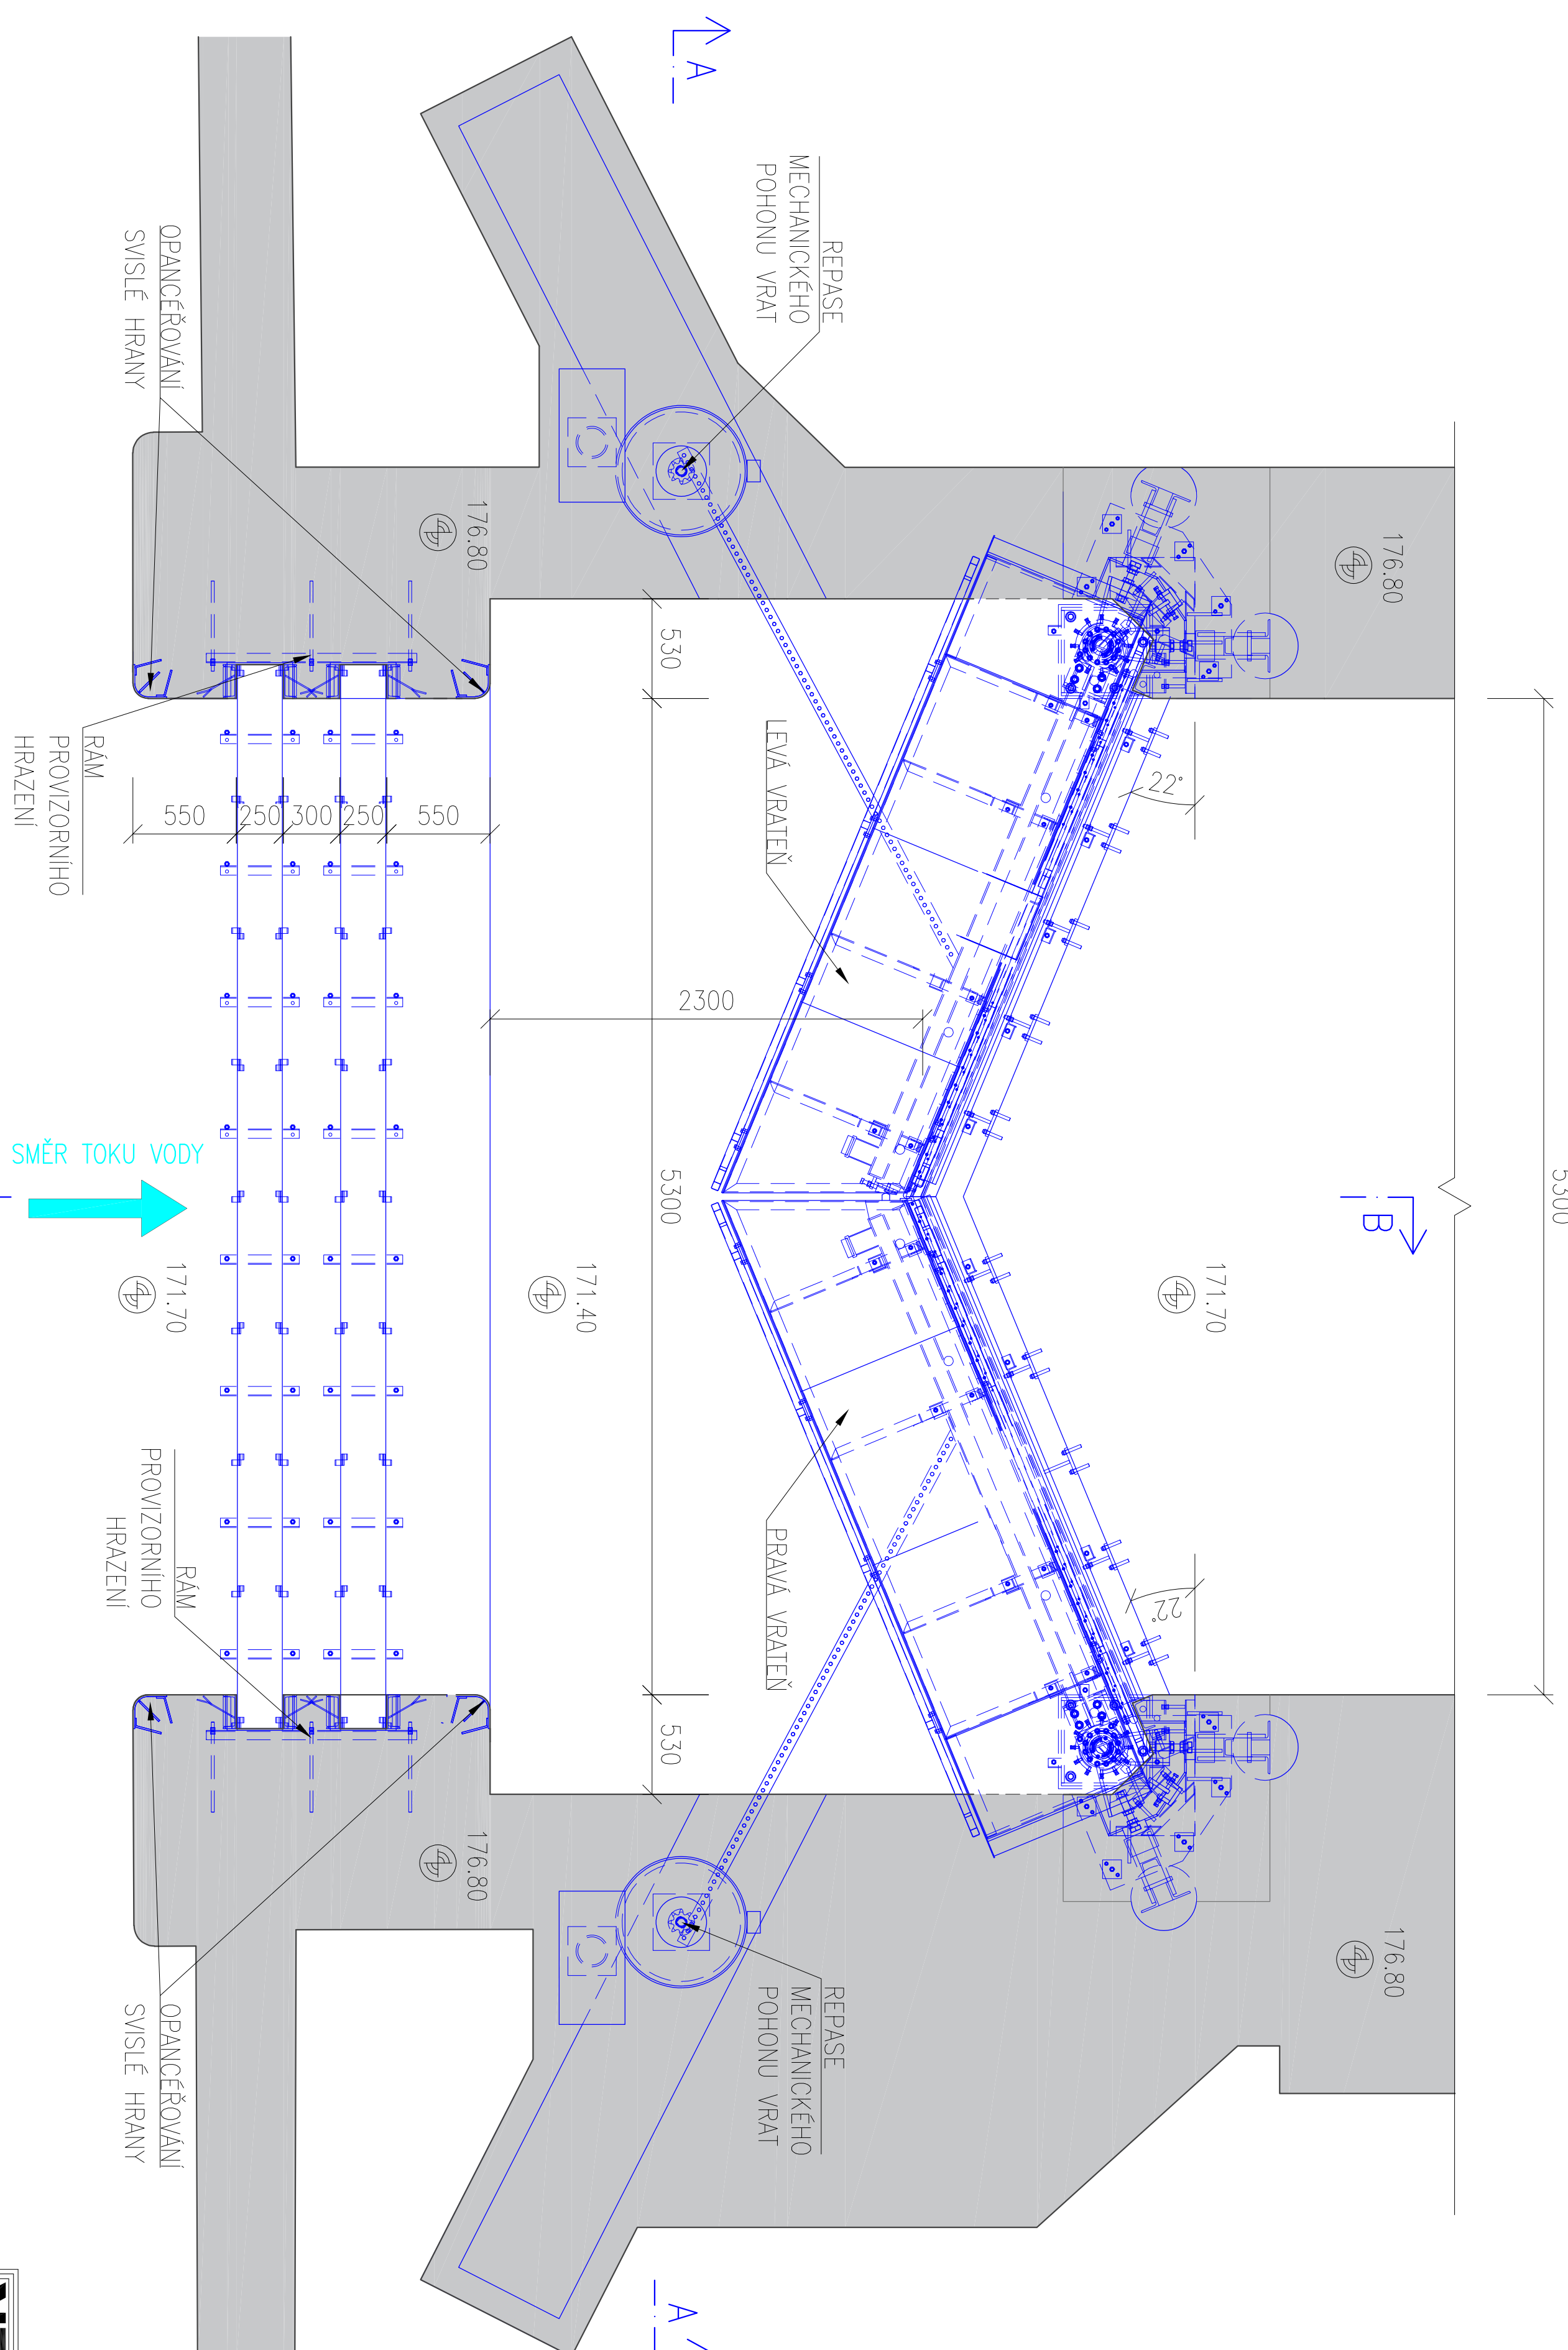 A
REPASE
MECHANICKÉHO
POHONU VRAT
OPANCÉŘOVÁNÍ
SVISLÉ HRANY
176.80
176.80
530
22°
5300
RÁM
PROVIZORNÍHO
HRAZENÍ
550
250
300
250
550
LEVÁ VRATEŇ
2300
SMĚR TOKU VODY
5300
B
171.70
171.40
171.70
RÁM
PROVIZORNÍHO
HRAZENÍ
PRAVÁ VRATEŇ
22°
530
176.80
176.80
REPASE
MECHANICKÉHO
POHONU VRAT
OPANCÉŘOVÁNÍ
SVISLÉ HRANY
A